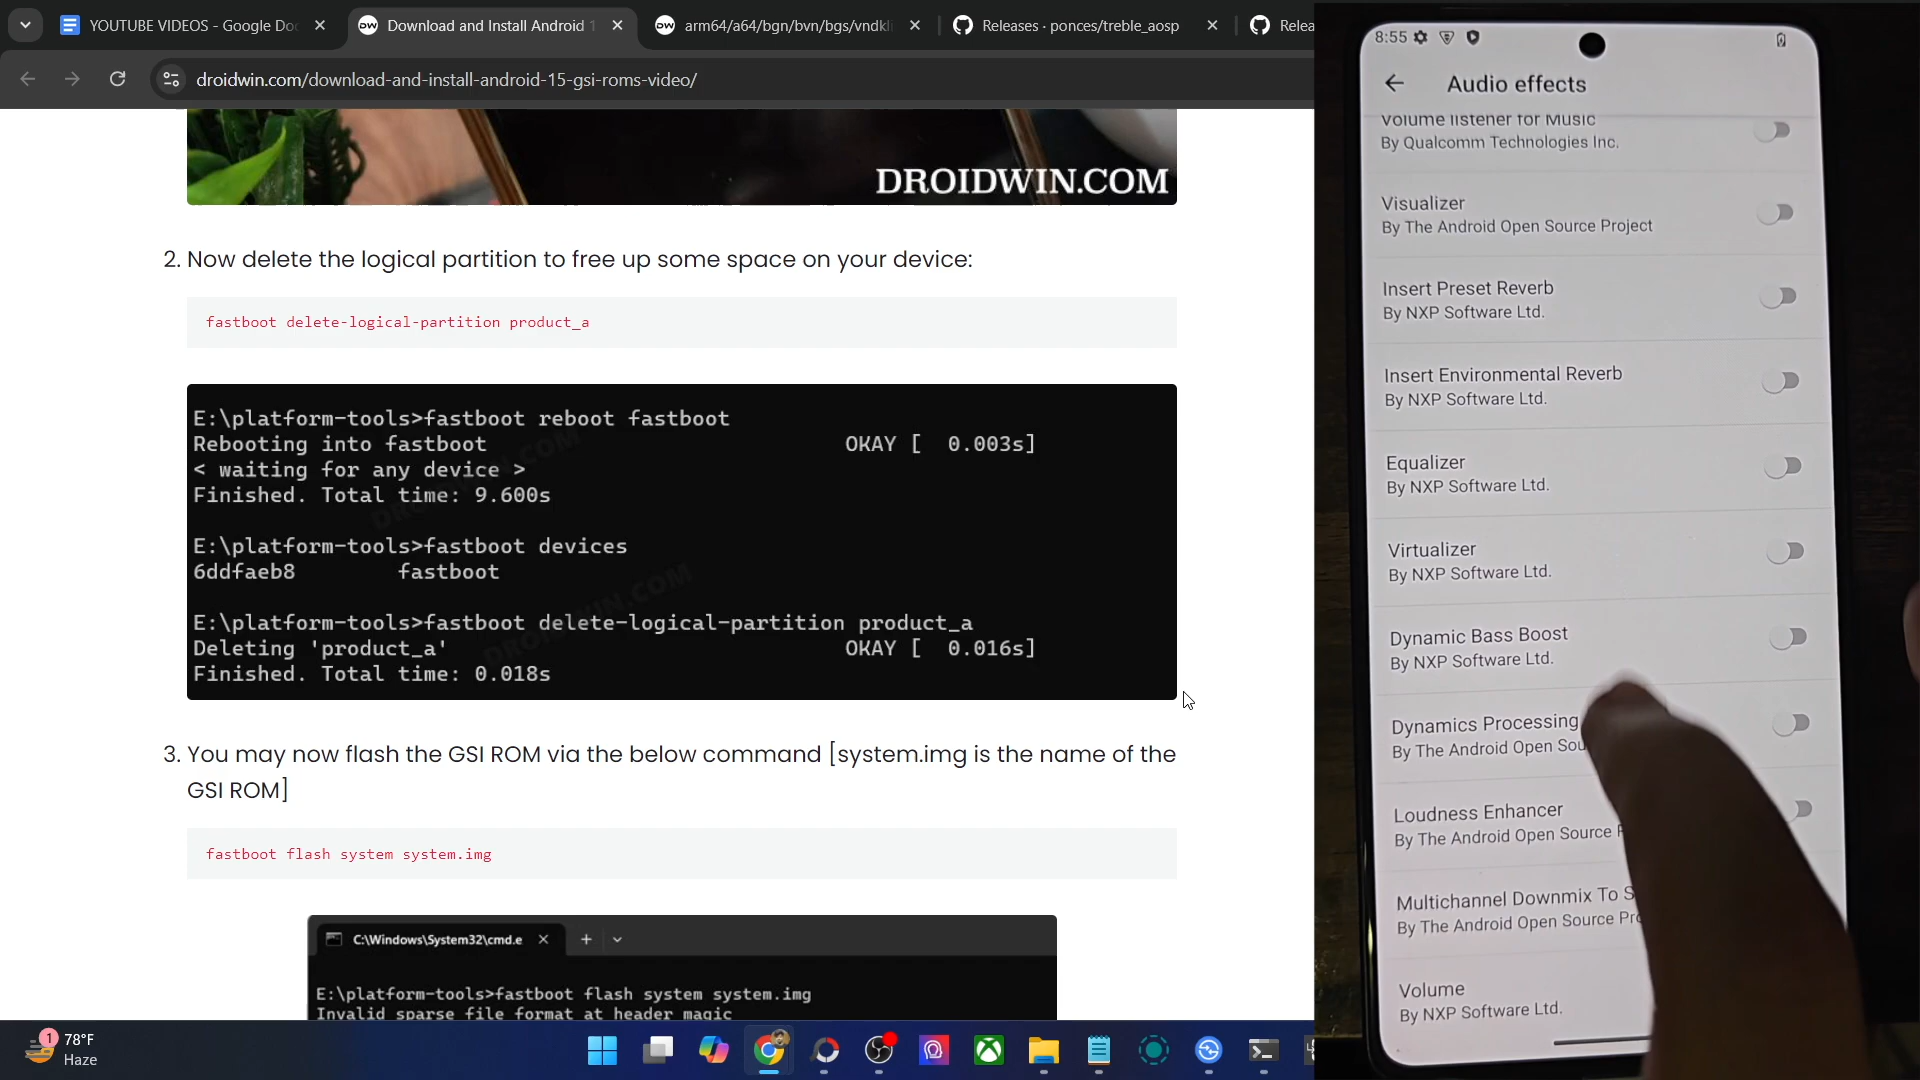 YOUTUBE VIDEOS - Google Doc
Download and Install Android 1
arm64/a64/bgn/bvn/bgs/vndkli
Releases · ponces/treble_aosp
Relea
droidwin.com/download-and-install-android-15-gsi-roms-video/
DROIDWIN.COM
2. Now delete the logical partition to free up some space on your device:
fastboot delete-logical-partition product_a
E:\platform-tools>fastboot reboot fastboot
Rebooting into fastboot OKAY [ 0.003s]
< waiting for any device >
Finished. Total time: 9.600s
E:\platform-tools>fastboot devices
6ddfaeb8 fastboot
E:\platform-tools>fastboot delete-logical-partition product_a
Deleting 'product_a' OKAY [ 0.016s]
Finished. Total time: 0.018s
3. You may now flash the GSI ROM via the below command [system.img is the name of the
GSI ROM]
fastboot flash system system.img
C:\Windows\System32\cmd.e
E:\platform-tools>fastboot flash system system.img
Invalid sparse file format at header magic
1
78°F
Haze
8:55
Audio effects
Volume listener for Music
By Qualcomm Technologies Inc.
Visualizer
By The Android Open Source Project
Insert Preset Reverb
By NXP Software Ltd.
Insert Environmental Reverb
By NXP Software Ltd.
Equalizer
By NXP Software Ltd.
Virtualizer
By NXP Software Ltd.
Dynamic Bass Boost
By NXP Software Ltd.
Dynamics Processing
By The Android Open Sou
Loudness Enhancer
By The Android Open Source P
Multichannel Downmix To S
By The Android Open Source Pro
Volume
By NXP Software Ltd.